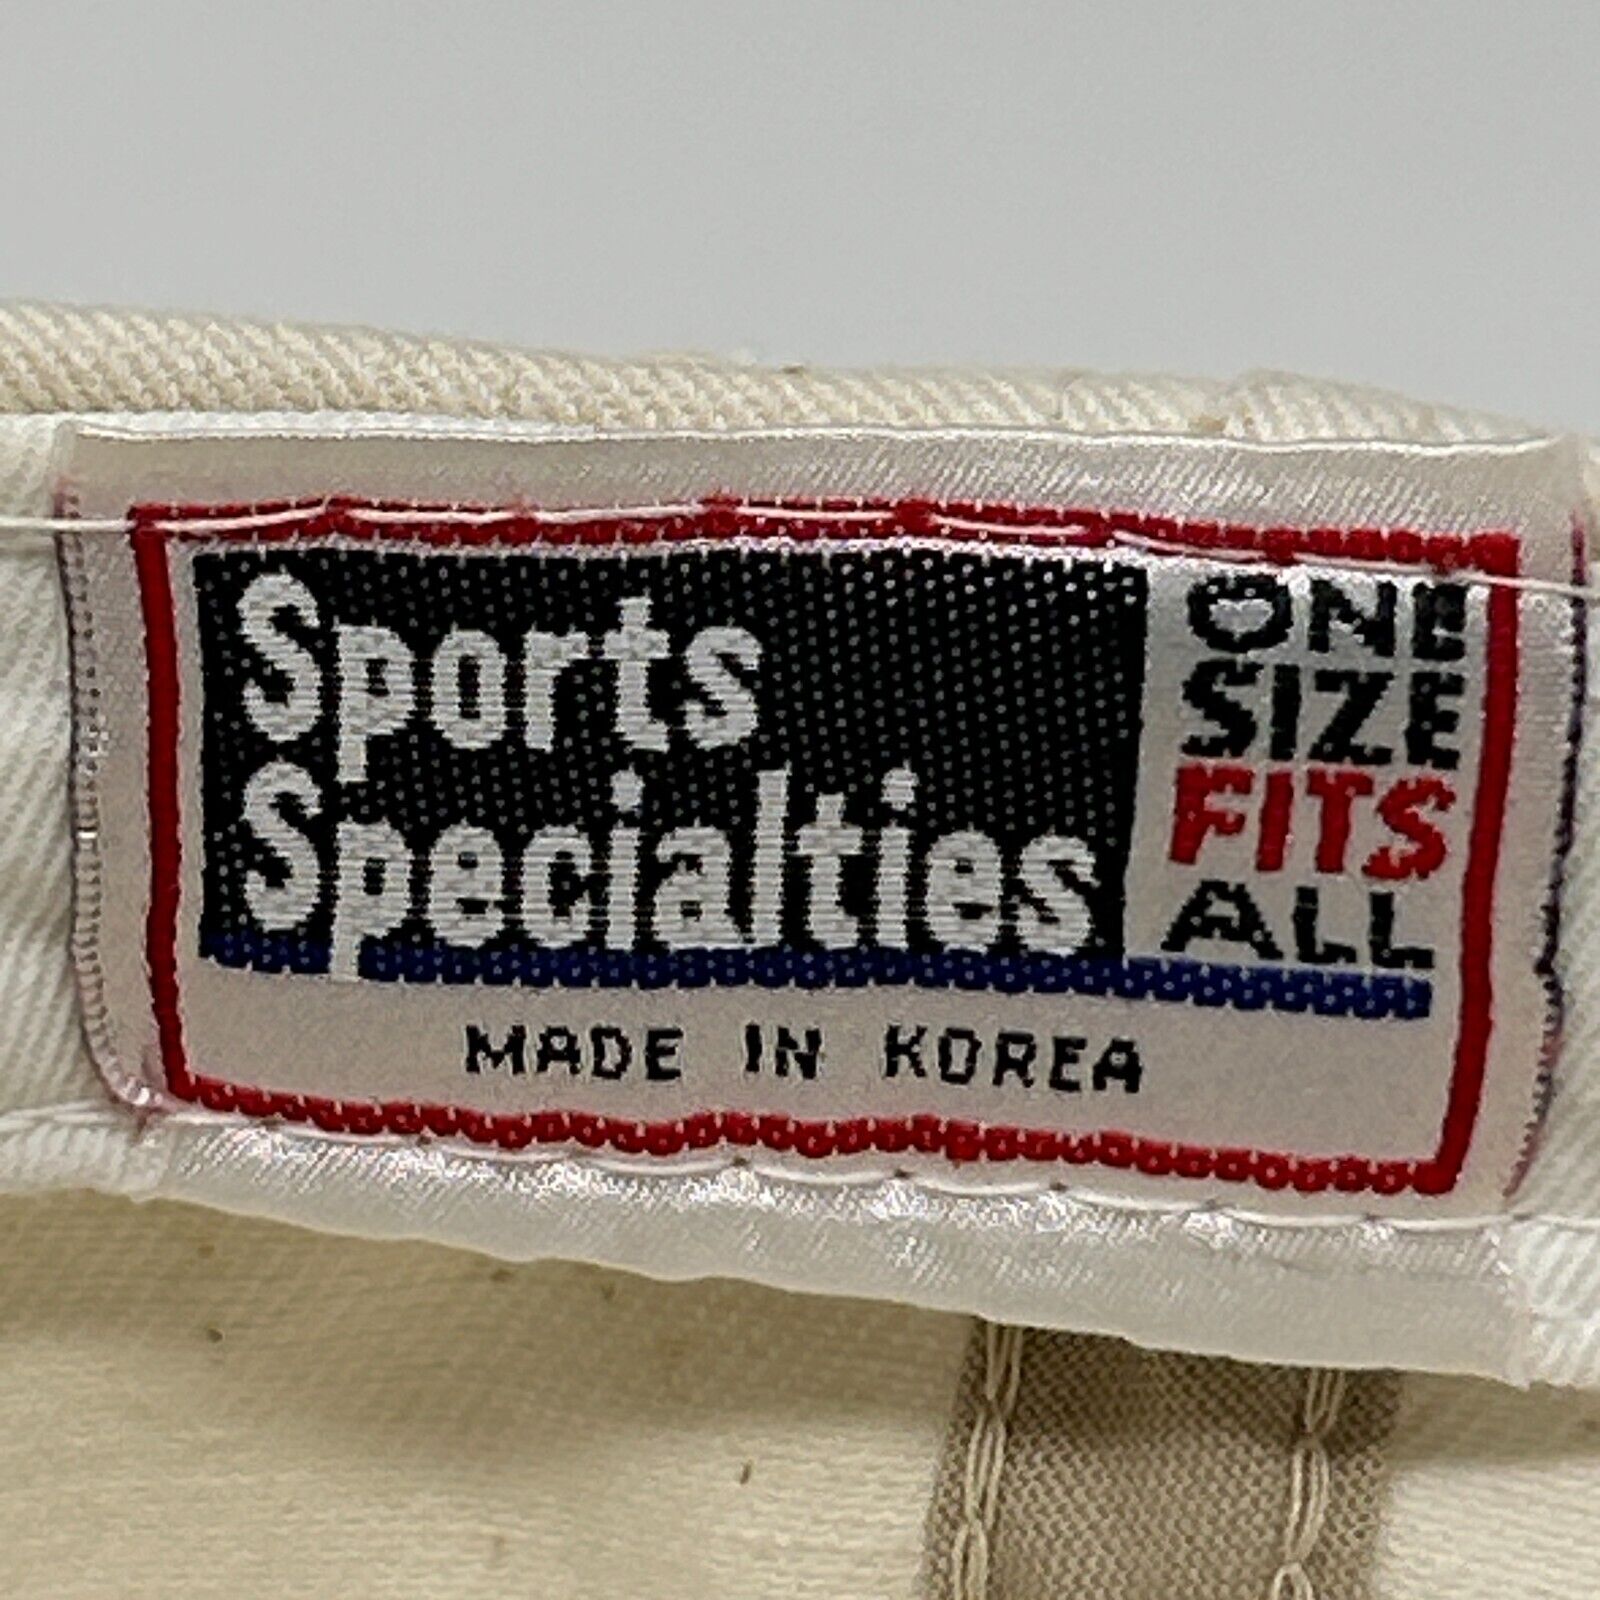 Sports
Specialties
ONE
SIZE
FITS
ALL
MADE IN KOREA